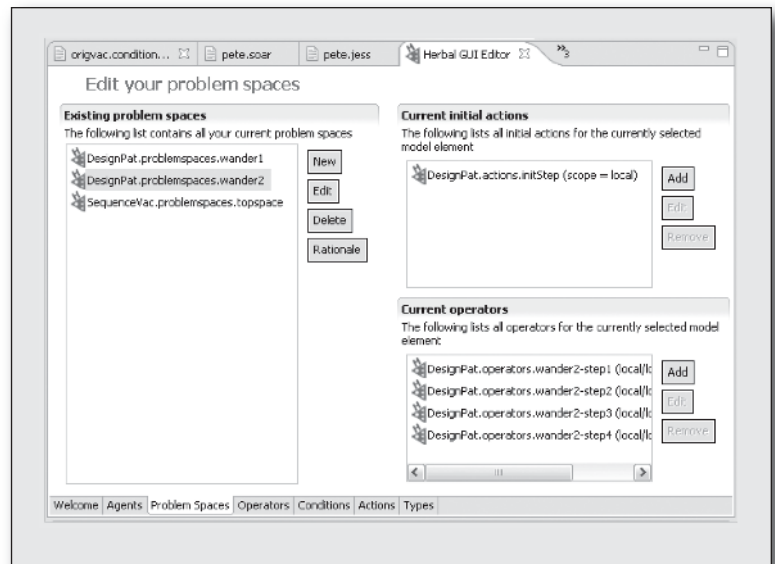 origvac.condition...
pete.soar
pete.jess
Herbal GUI Editor
»3
Edit your problem spaces
Existing problem spaces
The following list contains all your current problem spaces
DesignPat.problemspaces.wander1
DesignPat.problemspaces.wander2
SequenceVac.problemspaces.topspace
New
Edit
Delete
Rationale
Current initial actions
The following lists all initial actions for the currently selected
model element
DesignPat.actions.initStep (scope = local)
Add
Edit
Remove
Current operators
The following lists all operators for the currently selected model
element
DesignPat.operators.wander2-step1 (local/lc
DesignPat.operators.wander2-step2 (local/lc
DesignPat.operators.wander2-step3 (local/lc
DesignPat.operators.wander2-step4 (local/lc
Add
Edit
Remove
Welcome Agents Problem Spaces Operators Conditions Actions Types